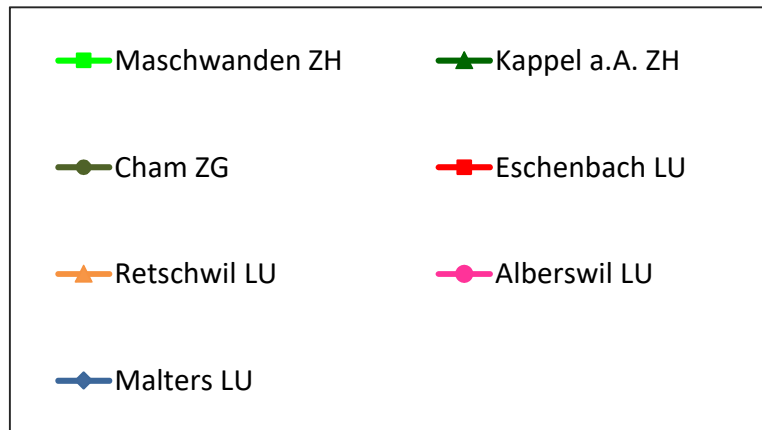 Maschwanden ZH
Kappel a.A. ZH
Cham ZG
Eschenbach LU
Retschwil LU
Alberswil LU
Malters LU